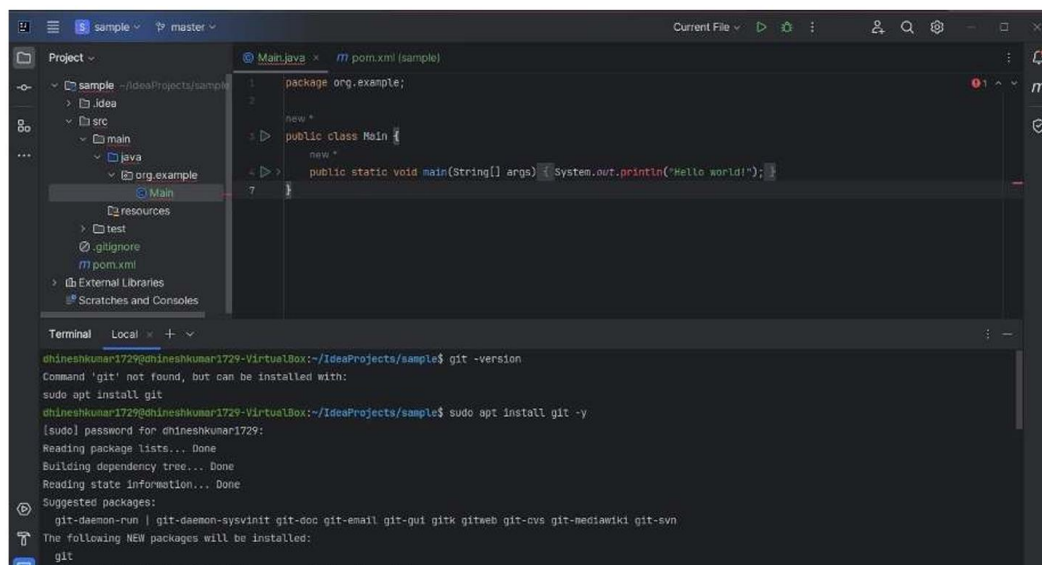 S sample master Current File
Project
Main.java × m pom.xml (sample)
sample ~/IdeaProjects/sample
.idea
src
main
java
org.example
Main
resources
test
.gitignore
m pom.xml
External Libraries
Scratches and Consoles
1 package org.example;
2
new *
3 public class Main {
new *
4 public static void main(String[] args) { System.out.println("Hello world!"); }
7 }
1
m
Terminal Local × +
dhineshkumar1729@dhineshkumar1729-VirtualBox:~/IdeaProjects/sample$ git -version
Command 'git' not found, but can be installed with:
sudo apt install git
dhineshkumar1729@dhineshkumar1729-VirtualBox:~/IdeaProjects/sample$ sudo apt install git -y
[sudo] password for dhineshkumar1729:
Reading package lists... Done
Building dependency tree... Done
Reading state information... Done
Suggested packages:
git-daemon-run | git-daemon-sysvinit git-doc git-email git-gui gitk gitweb git-cvs git-mediawiki git-svn
The following NEW packages will be installed:
git